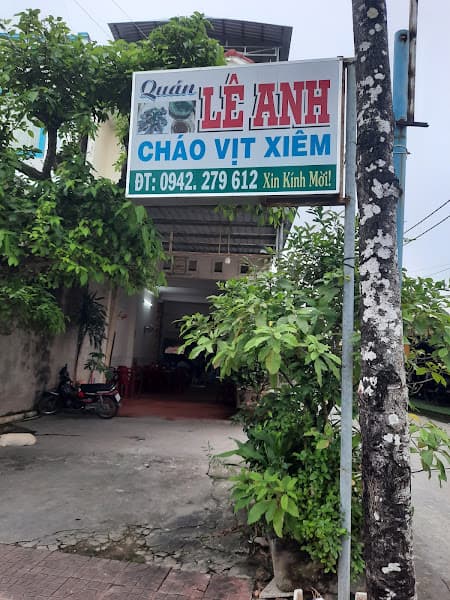 Quán
LÊ ANH
CHÁO VỊT XIÊM
ĐT: 0942. 279 612 Xin Kính Mời!